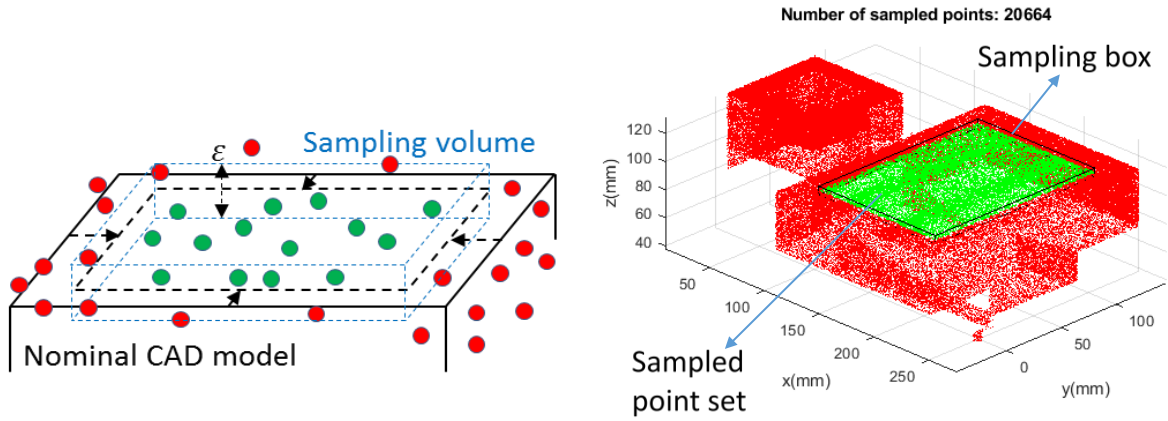 Number of sampled points: 20664
Sampling box
Sampling volume
ε
Nominal CAD model
z(mm)
120
100
80
60
40
50
100
150
200
250
x(mm)
0
50
100
y(mm)
Sampled
point set